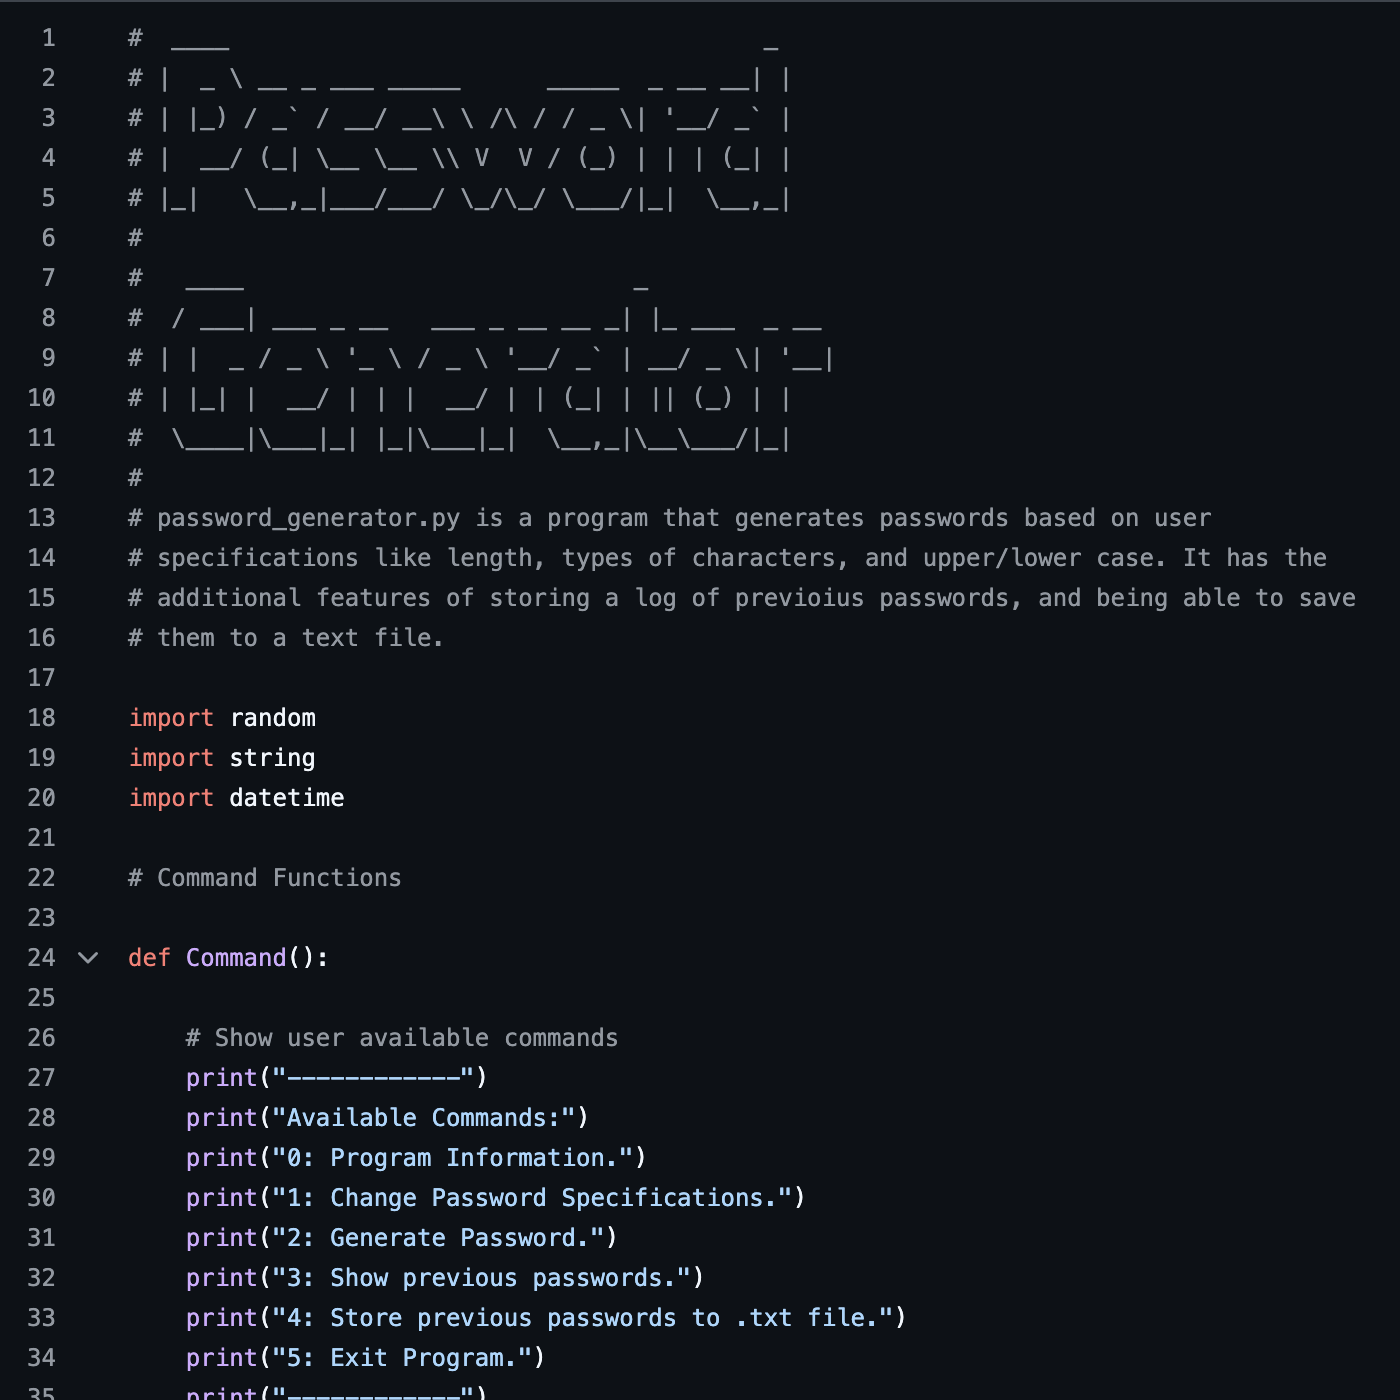 1 #  ____                                     _
2 # |  _ \ __ _ ___ _____      _____  _ __ __| |
3 # | |_) / _` / __/ __\ \ /\ / / _ \| '__/ _` |
4 # |  __/ (_| \__ \__ \\ V  V / (_) | | | (_| |
5 # |_|   \__,_|___/___/ \_/\_/ \___/|_|  \__,_|
6 #
7 #   ____                           _
8 #  / ___| ___ _ __   ___ _ __ __ _| |_ ___  _ __
9 # | |  _ / _ \ '_ \ / _ \ '__/ _` | __/ _ \| '__|
10 # | |_| |  __/ | | |  __/ | | (_| | || (_) | |
11 #  \____|\___|_| |_|\___|_|  \__,_|\__\___/|_|
12 #
13 # password_generator.py is a program that generates passwords based on user
14 # specifications like length, types of characters, and upper/lower case. It has the
15 # additional features of storing a log of previoius passwords, and being able to save
16 # them to a text file.
17
18 import random
19 import string
20 import datetime
21
22 # Command Functions
23
24 def Command():
25
26     # Show user available commands
27     print("------------")
28     print("Available Commands:")
29     print("0: Program Information.")
30     print("1: Change Password Specifications.")
31     print("2: Generate Password.")
32     print("3: Show previous passwords.")
33     print("4: Store previous passwords to .txt file.")
34     print("5: Exit Program.")
35     print("------------")